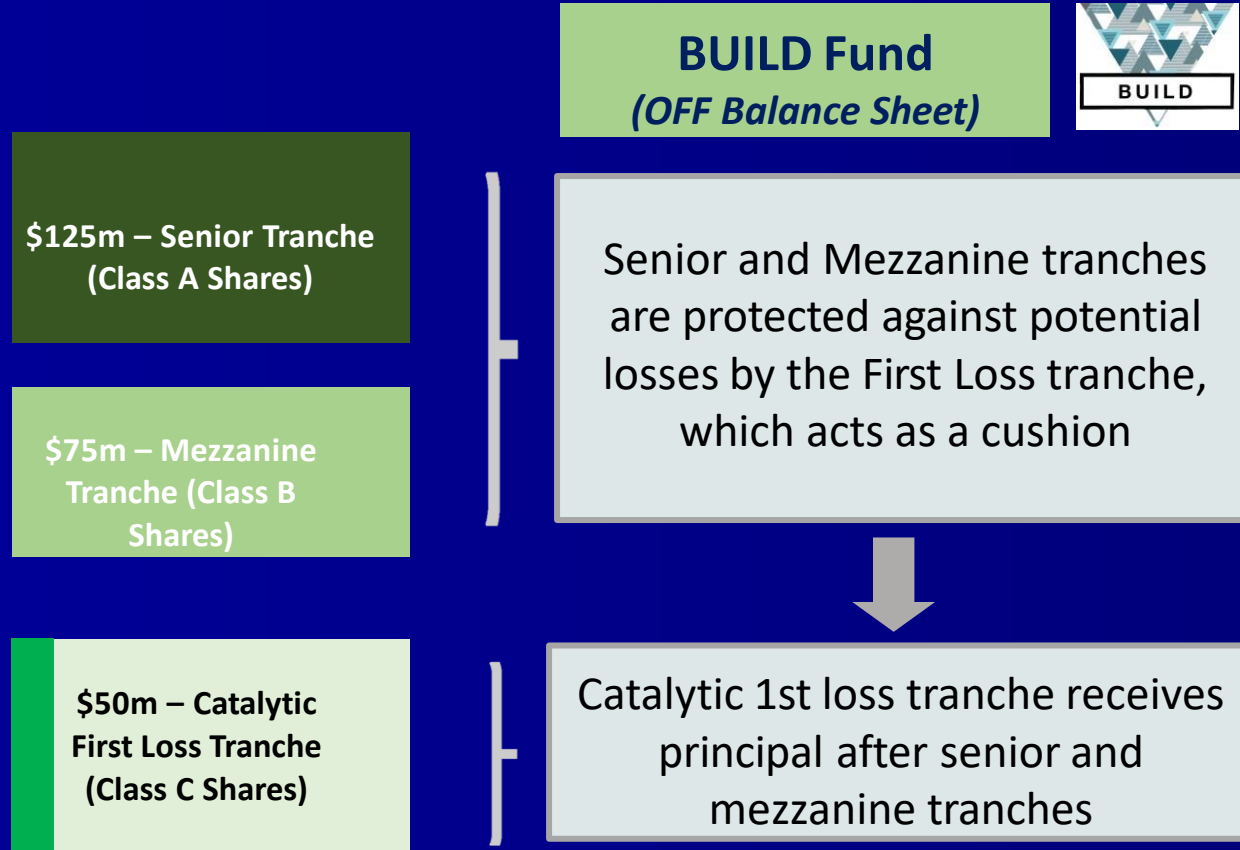 BUILD Fund
(OFF Balance Sheet)
BUILD
$125m – Senior Tranche
(Class A Shares)
Senior and Mezzanine tranches
are protected against potential
losses by the First Loss tranche,
which acts as a cushion
$75m – Mezzanine
Tranche (Class B
Shares)
$50m – Catalytic
First Loss Tranche
(Class C Shares)
Catalytic 1st loss tranche receives
principal after senior and
mezzanine tranches